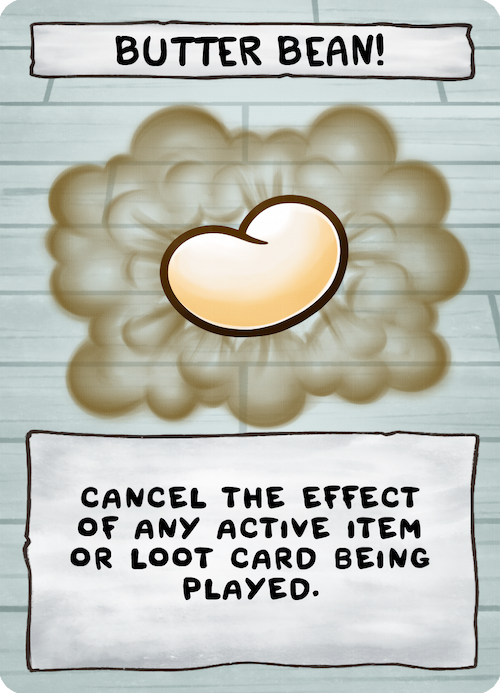 BUTTER BEAN!
CANCEL THE EFFECT
OF ANY ACTIVE ITEM
OR LOOT CARD BEING
PLAYED.